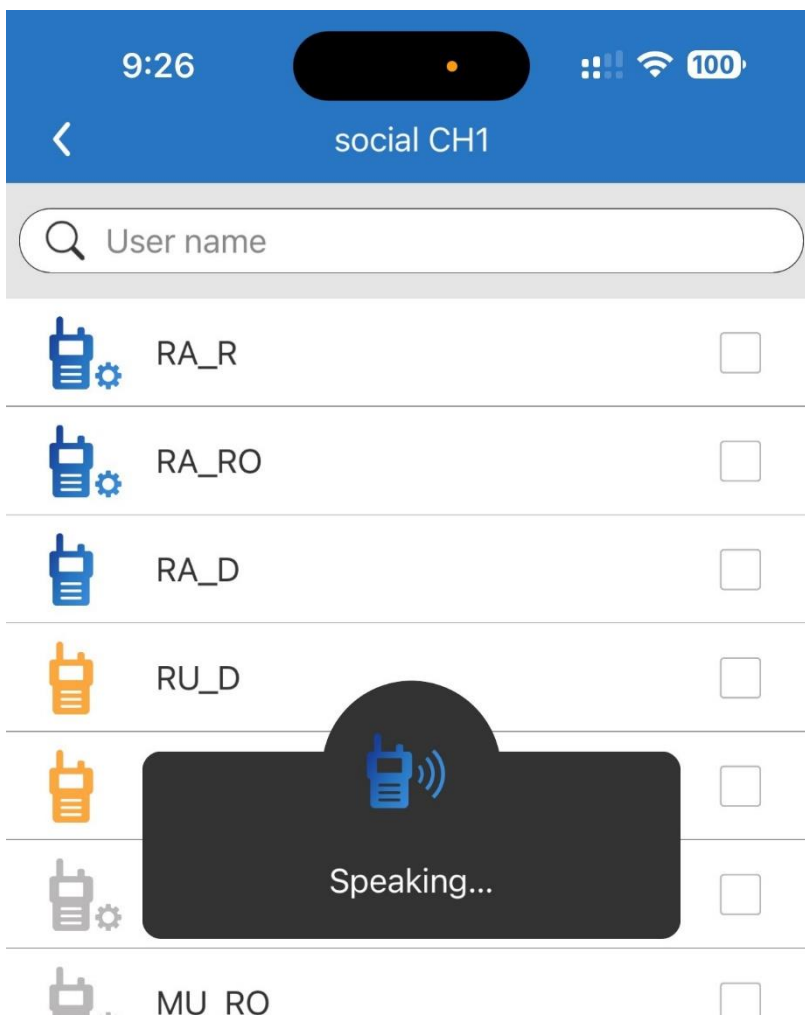 9:26
100
social CH1
User name
RA_R
RA_RO
RA_D
RU_D
Speaking...
MU_RO